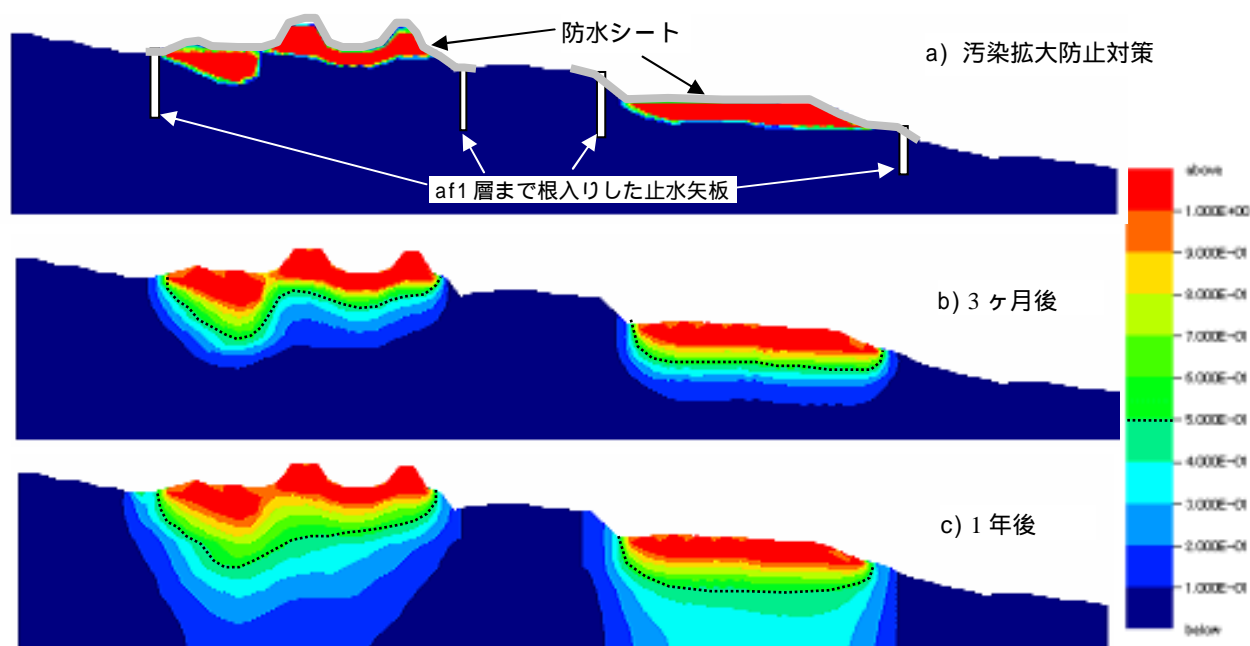 防水シート
a) 汚染拡大防止対策
af1 層まで根入りした止水矢板
b) 3 ヶ月後
c) 1 年後
above
1.000E+00
9.000E-01
8.000E-01
7.000E-01
6.000E-01
5.000E-01
4.000E-01
3.000E-01
2.000E-01
1.000E-01
below